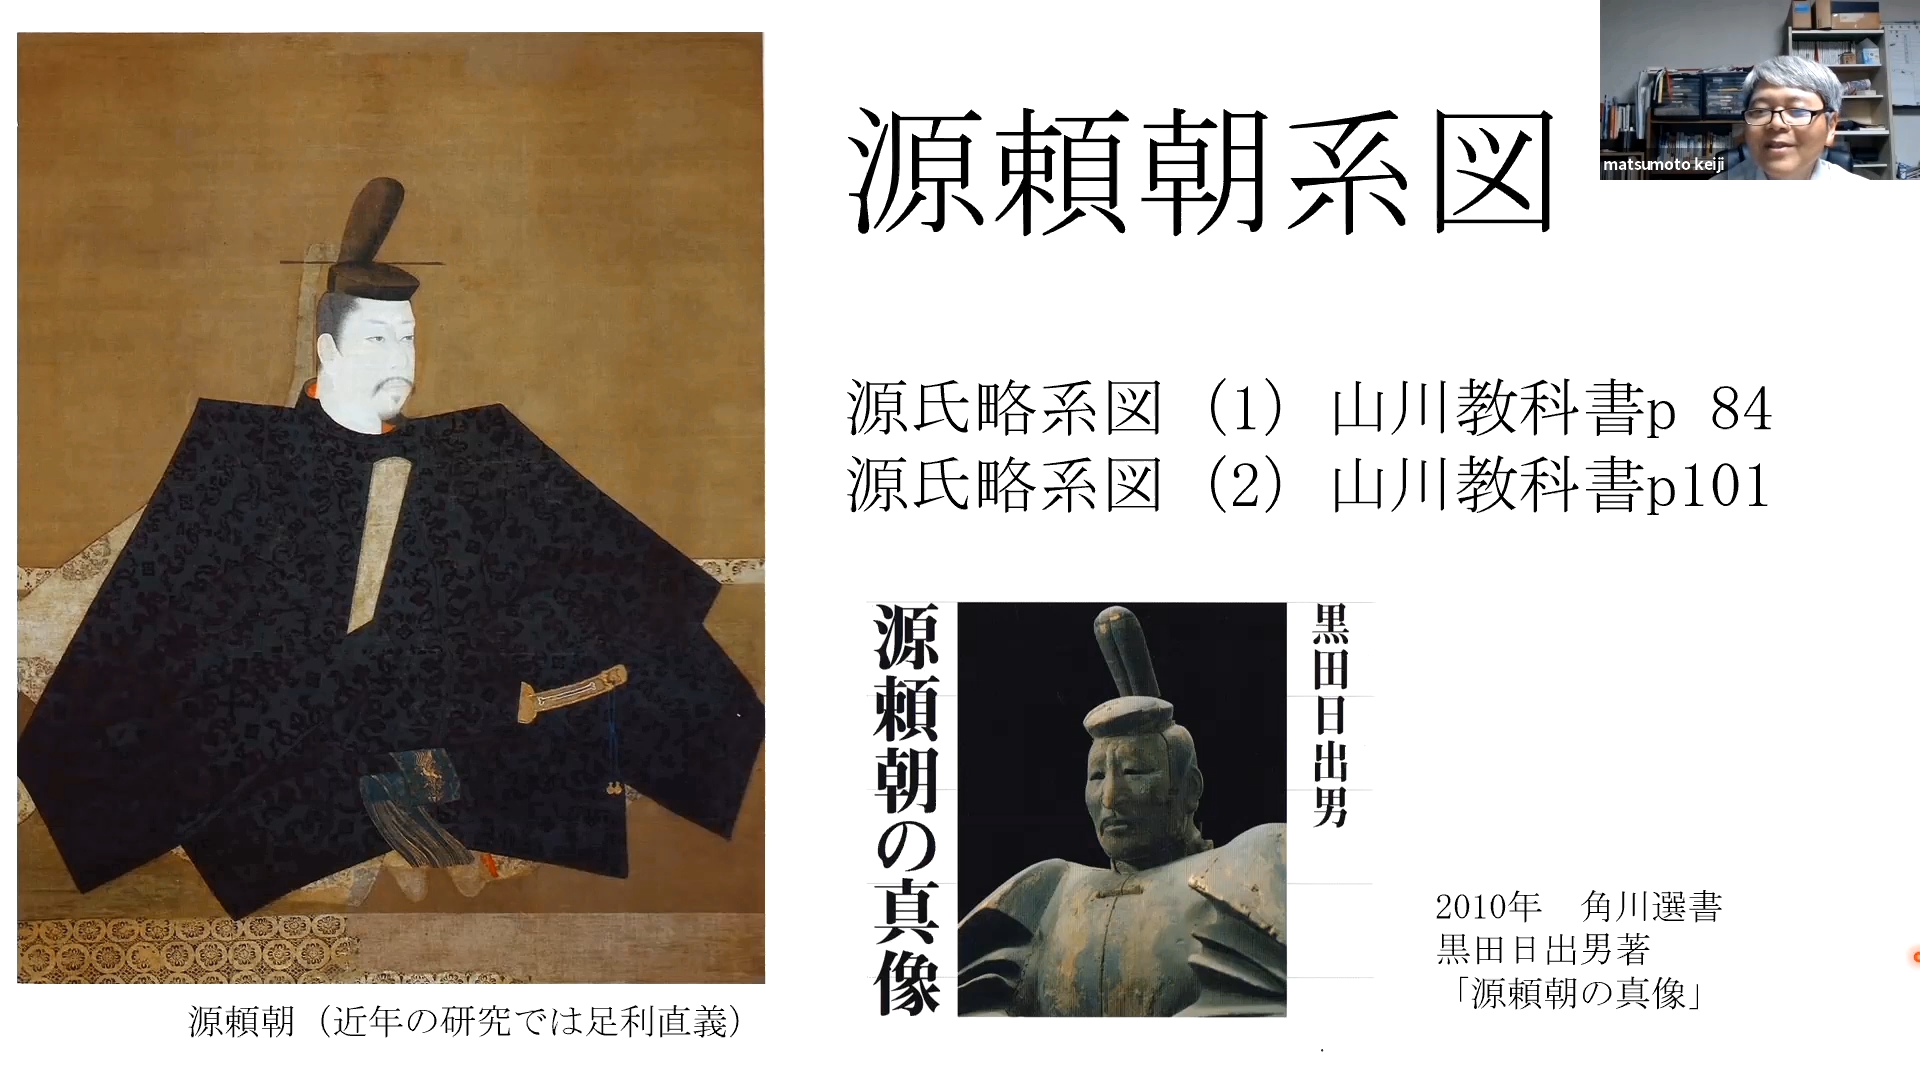 源頼朝系図
matsumoto keiji
源氏略系図（1）山川教科書p 84
源氏略系図（2）山川教科書p101
源頼朝の真像
黒田日出男
2010年　角川選書
黒田日出男著
「源頼朝の真像」
源頼朝（近年の研究では足利直義）